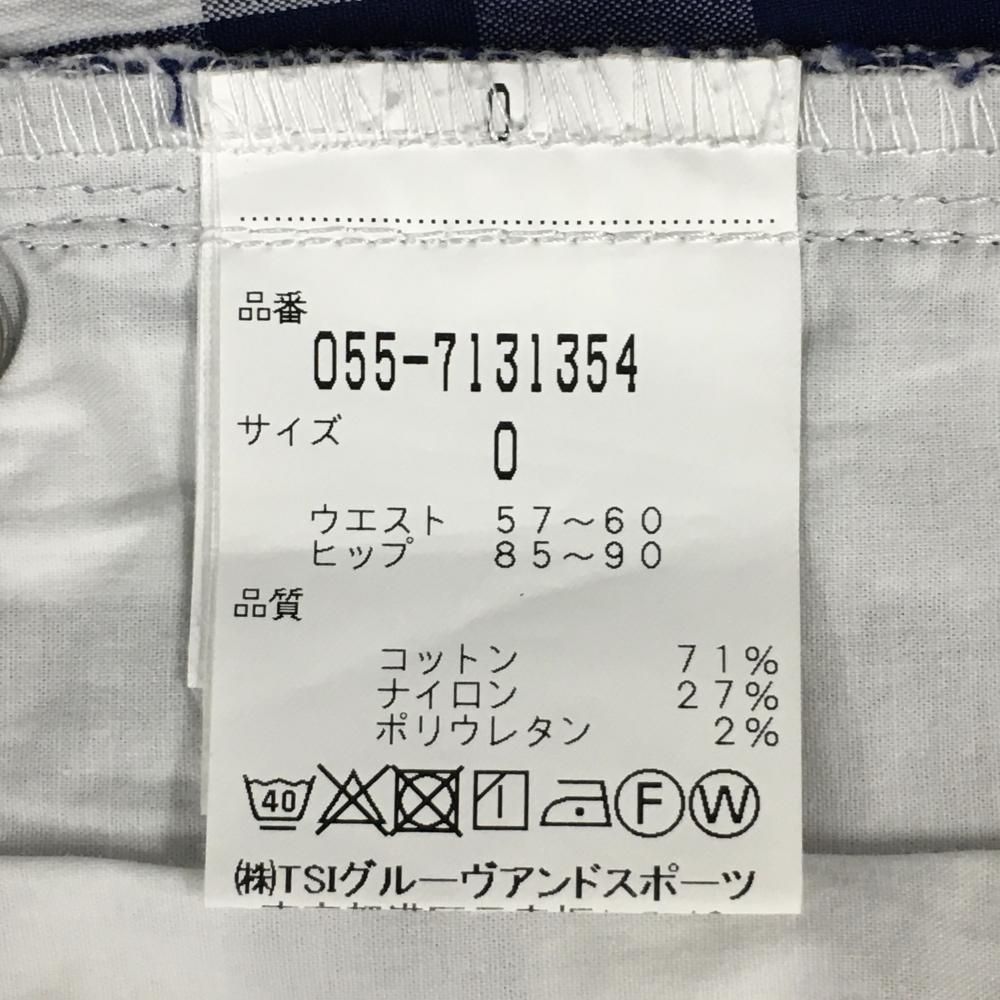 0
品番
055-7131354
サイズ
0
ウエスト 57～60
ヒップ 85～90
品質
コットン 71%
ナイロン 27%
ポリウレタン 2%
40 F W
㈱TSIグルーヴアンドスポーツ